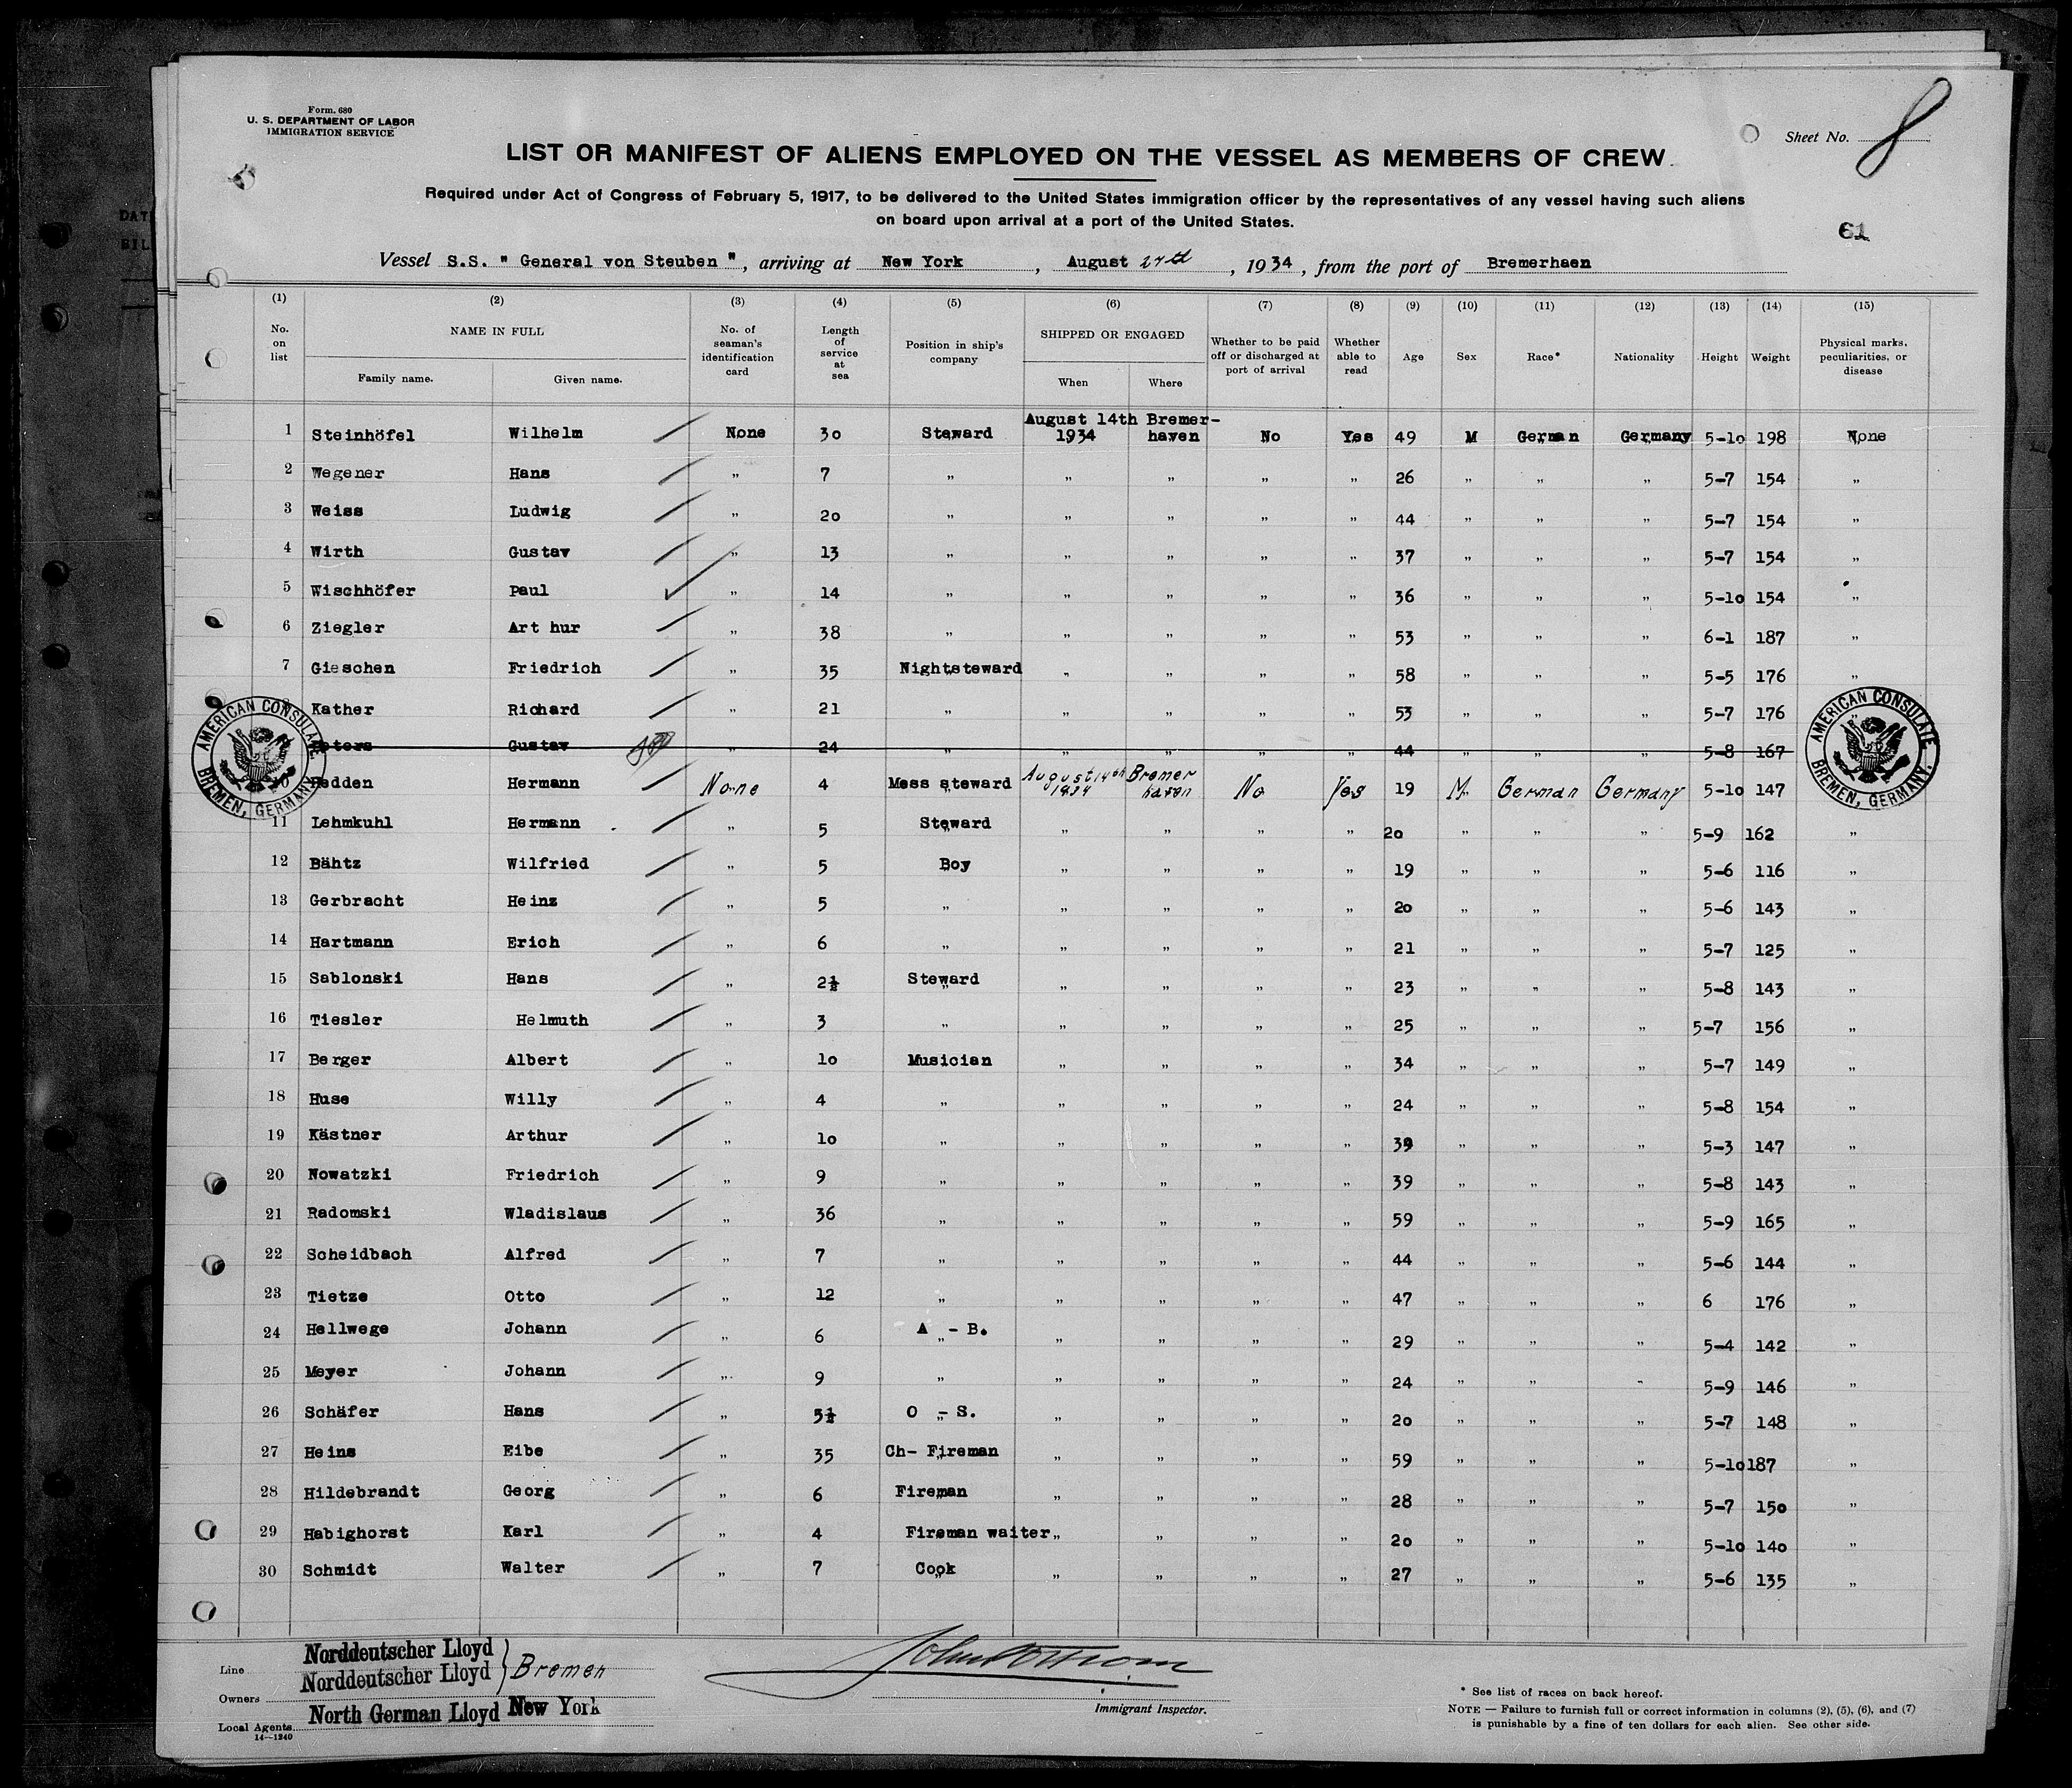 Form. 680
U. S. DEPARTMENT OF LABOR
IMMIGRATION SERVICE
Sheet No. 8
LIST OR MANIFEST OF ALIENS EMPLOYED ON THE VESSEL AS MEMBERS OF CREW
Required under Act of Congress of February 5, 1917, to be delivered to the United States immigration officer by the representatives of any vessel having such aliens
on board upon arrival at a port of the United States.
61
Vessel S.S. " General von Steuben ", arriving at New York, August 27th, 1934, from the port of Bremerhaen
(1) (2) (3) (4) (5) (6) (7) (8) (9) (10) (11) (12) (13) (14) (15)
No. on list NAME IN FULL Family name. Given name. No. of seaman's identification card Length of service at sea Position in ship's company SHIPPED OR ENGAGED When Where Whether to be paid off or discharged at port of arrival Whether able to read Age Sex Race* Nationality Height Weight Physical marks, peculiarities, or disease
1 Steinhöfel Wilhelm None 30 Steward August 14th 1934 Bremer-haven No Yes 49 M German Germany 5-10 198 None
2 Wegener Hans " 7 " " " " " 26 " " " 5-7 154 "
3 Weiss Ludwig " 20 " " " " " 44 " " " 5-7 154 "
4 Wirth Gustav " 13 " " " " " 37 " " " 5-7 154 "
5 Wischhöfer Paul " 14 " " " " " 36 " " " 5-10 154 "
6 Ziegler Art hur " 38 " " " " " 53 " " " 6-1 187 "
7 Gieschen Friedrich " 35 Nightsteward " " " " 58 " " " 5-5 176 "
Kather Richard " 21 " " " " " 53 " " " 5-7 176 "
Gustav " 24 " " " " " 44 " " " 5-8 167
Hermann None 4 Mess steward August 14th 1934 Bremer haven No Yes 19 M German Germany 5-10 147
11 Lehmkuhl Hermann " 5 Steward " " " " 20 " " " 5-9 162 "
12 Bähtz Wilfried " 5 Boy " " " " 19 " " " 5-6 116 "
13 Gerbracht Heinz " 5 " " " " " 20 " " " 5-6 143 "
14 Hartmann Erich " 6 " " " " " 21 " " " 5-7 125 "
15 Sablonski Hans " 2½ Steward " " " " 23 " " " 5-8 143 "
16 Tiesler Helmuth " 3 " " " " " 25 " " " 5-7 156 "
17 Berger Albert " 10 Musician " " " " 34 " " " 5-7 149 "
18 Huse Willy " 4 " " " " " 24 " " " 5-8 154 "
19 Kästner Arthur " 10 " " " " " 39 " " " 5-3 147 "
20 Nowatzki Friedrich " 9 " " " " " 39 " " " 5-8 143 "
21 Radomski Wladislaus " 36 " " " " " 59 " " " 5-9 165 "
22 Scheidbach Alfred " 7 " " " " " 44 " " " 5-6 144 "
23 Tietze Otto " 12 " " " " " 47 " " " 6 176 "
24 Hellwege Johann " 6 A - B. " " " " 29 " " " 5-4 142 "
25 Meyer Johann " 9 " " " " " 24 " " " 5-9 146 "
26 Schäfer Hans " 5½ O - S. " " " " 20 " " " 5-7 148 "
27 Heins Eibe " 35 Ch- Fireman " " " " 59 " " " 5-10 187 "
28 Hildebrandt Georg " 6 Fireman " " " " 28 " " " 5-7 150 "
29 Habighorst Karl " 4 Fireman waiter " " " " 20 " " " 5-10 140 "
30 Schmidt Walter " 7 Cook " " " " 27 " " " 5-6 135 "
AMERICAN CONSULATE BREMEN, GERMANY.
AMERICAN CONSULATE BREMEN, GERMANY.
Line Norddeutscher Lloyd
Owners Norddeutscher Lloyd } Bremen
Local Agents North German Lloyd New York
14—1240
Immigrant Inspector.
* See list of races on back hereof.
NOTE — Failure to furnish full or correct information in columns (2), (5), (6), and (7)
is punishable by a fine of ten dollars for each alien. See other side.